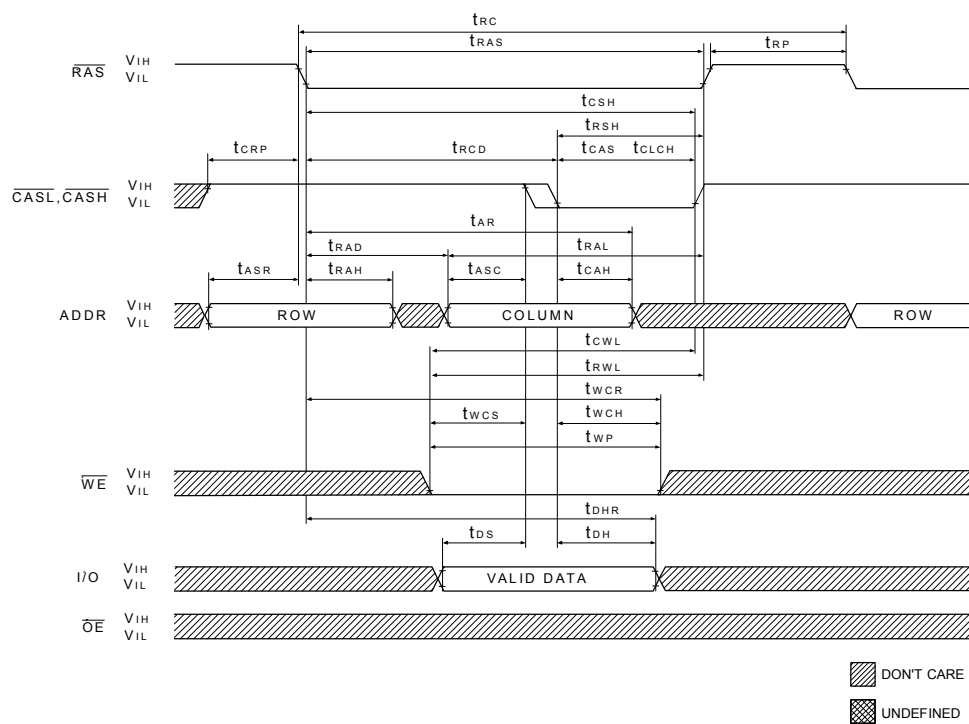 tRC
tRAS tRP
RAS VIH
VIL
tCSH
tRSH
tCRP tRCD tCAS tCLCH
CASL,CASH VIH
VIL
tAR
tRAD tRAL
tASR tRAH tASC tCAH
ADDR VIH
VIL
ROW COLUMN ROW
tCWL
tRWL
tWCR
tWCS tWCH
tWP
WE VIH
VIL
tDHR
tDS tDH
I/O VIH
VIL
VALID DATA
OE VIH
VIL
DON'T CARE
UNDEFINED